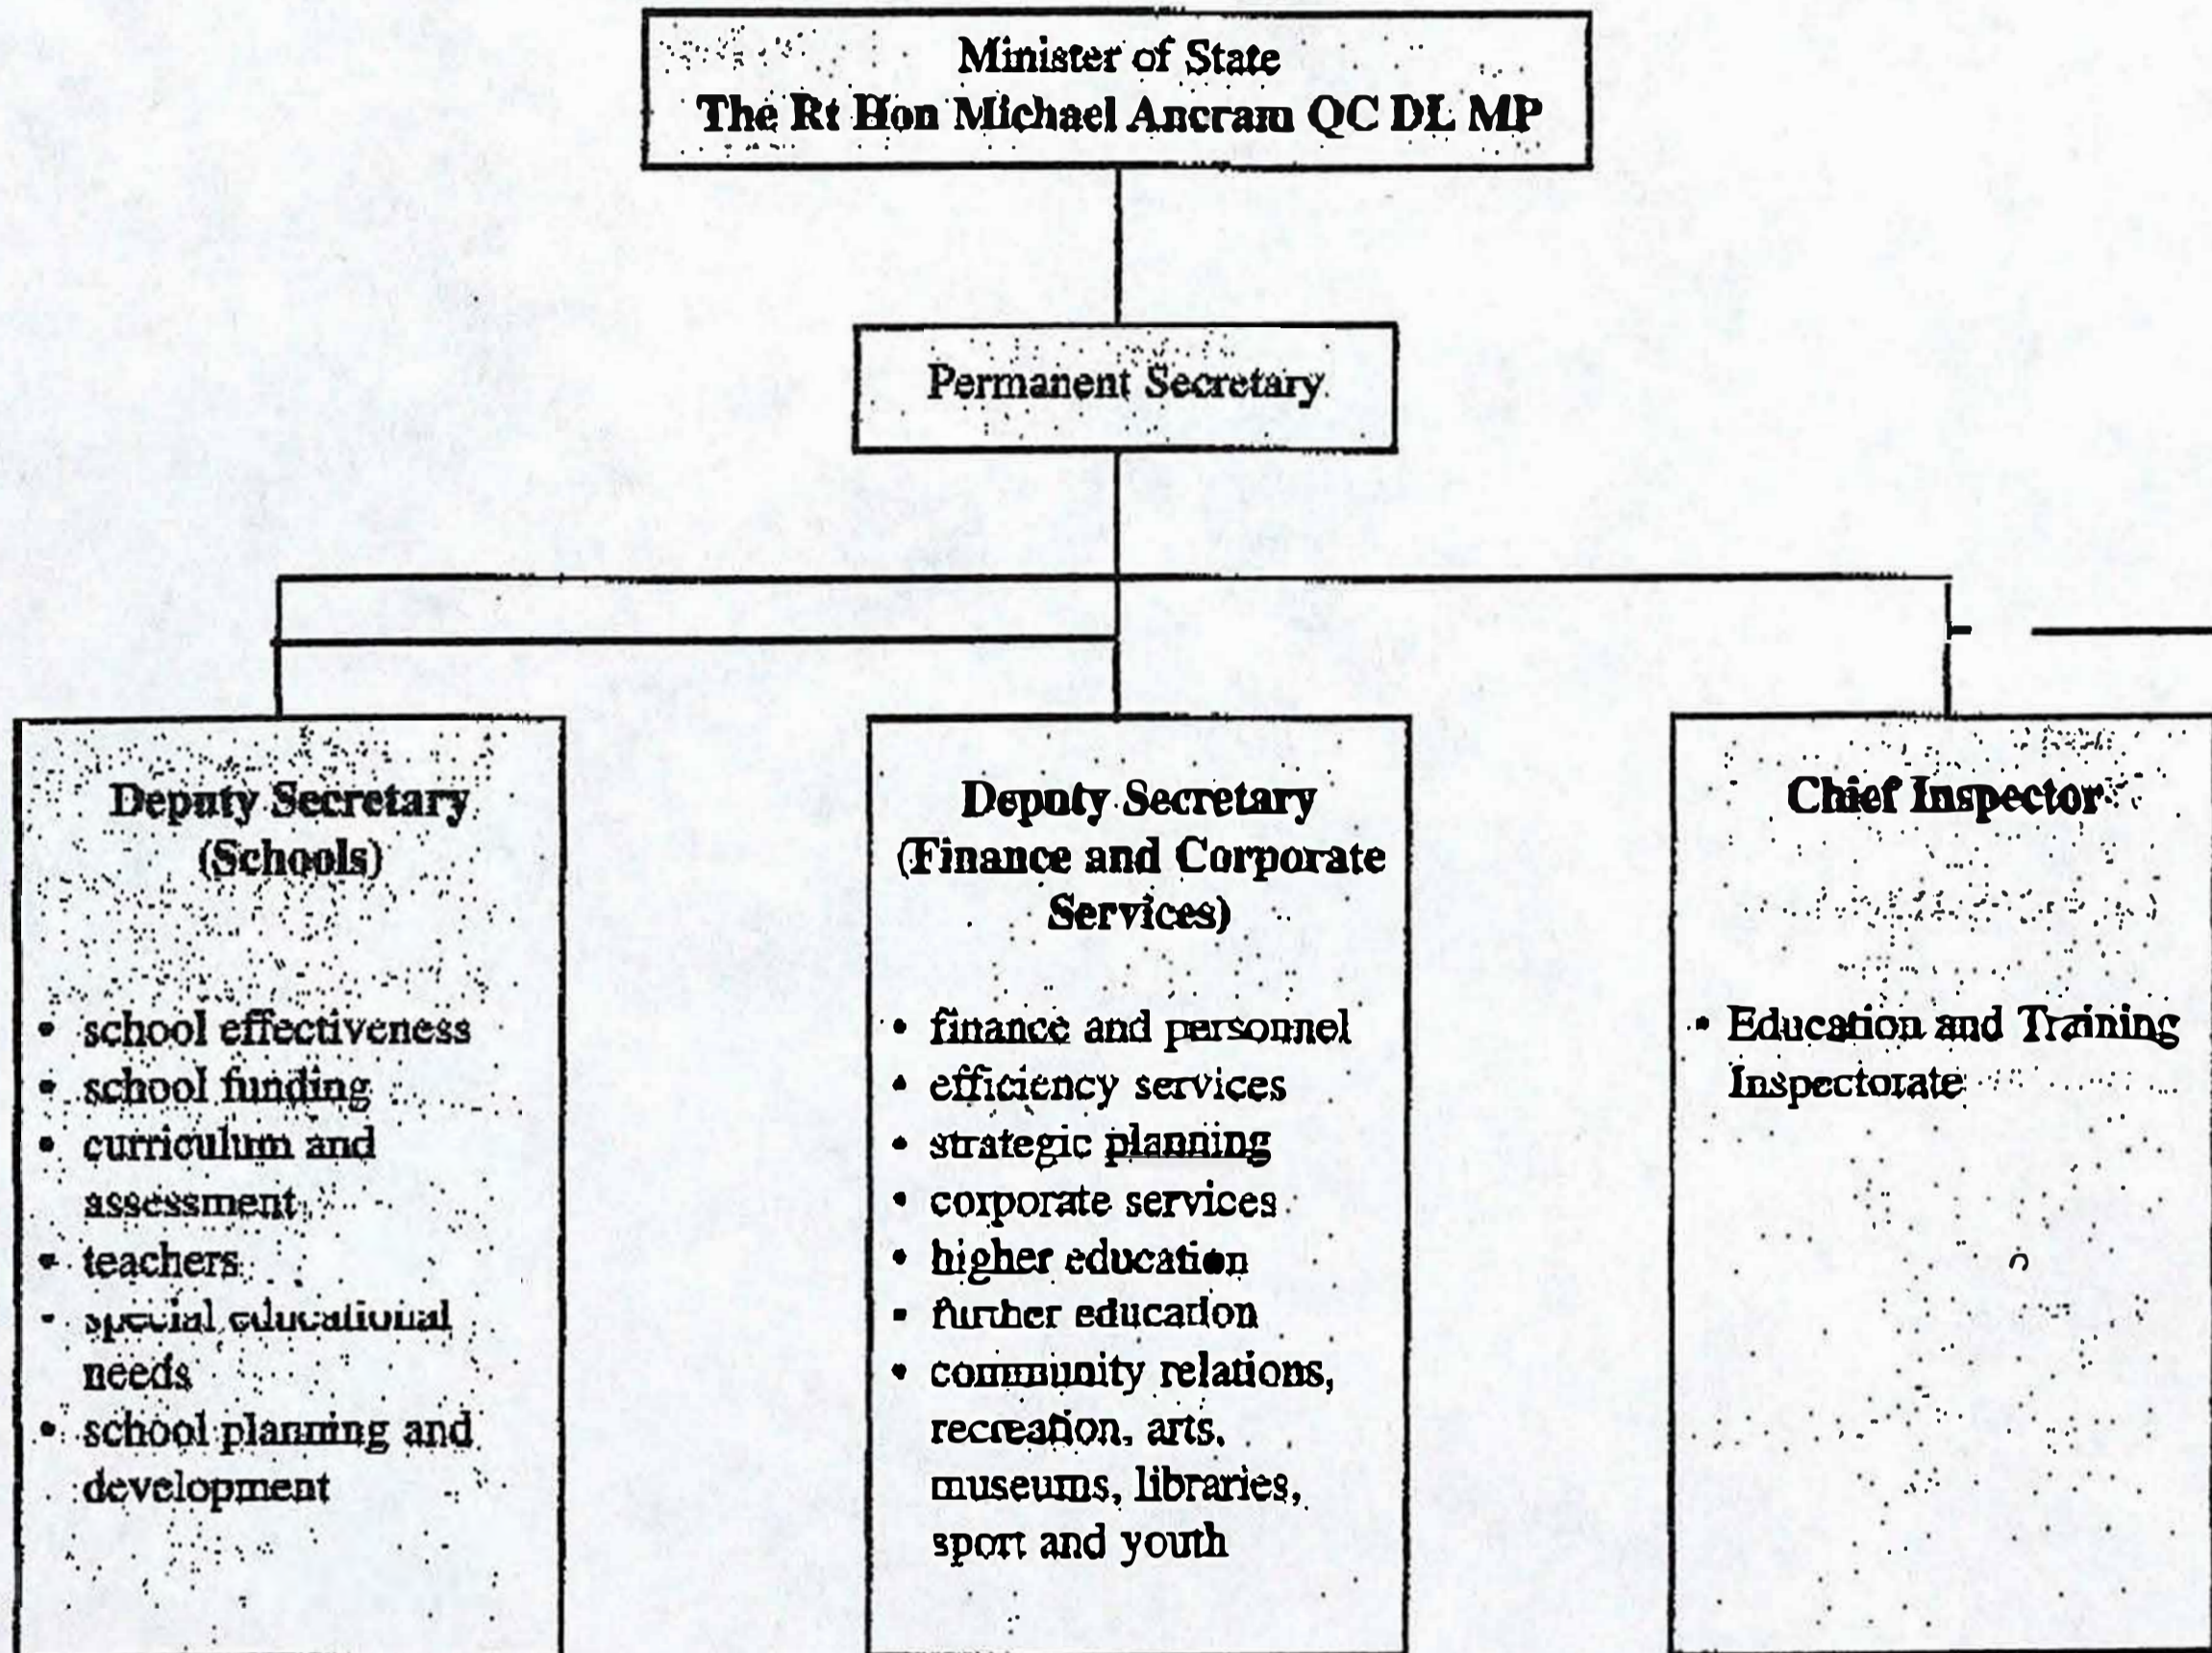 Minister of State
The Rt Hon Michael Ancram QC DL MP
Permanent Secretary
Deputy Secretary
(Schools)
• school effectiveness
• school funding
• curriculum and
assessment
• teachers
• special educational
needs
• school planning and
development
Deputy Secretary
(Finance and Corporate
Services)
• finance and personnel
• efficiency services
• strategic planning
• corporate services
• higher education
• further education
• community relations,
recreation, arts,
museums, libraries,
sport and youth
Chief Inspector
• Education and Training
Inspectorate